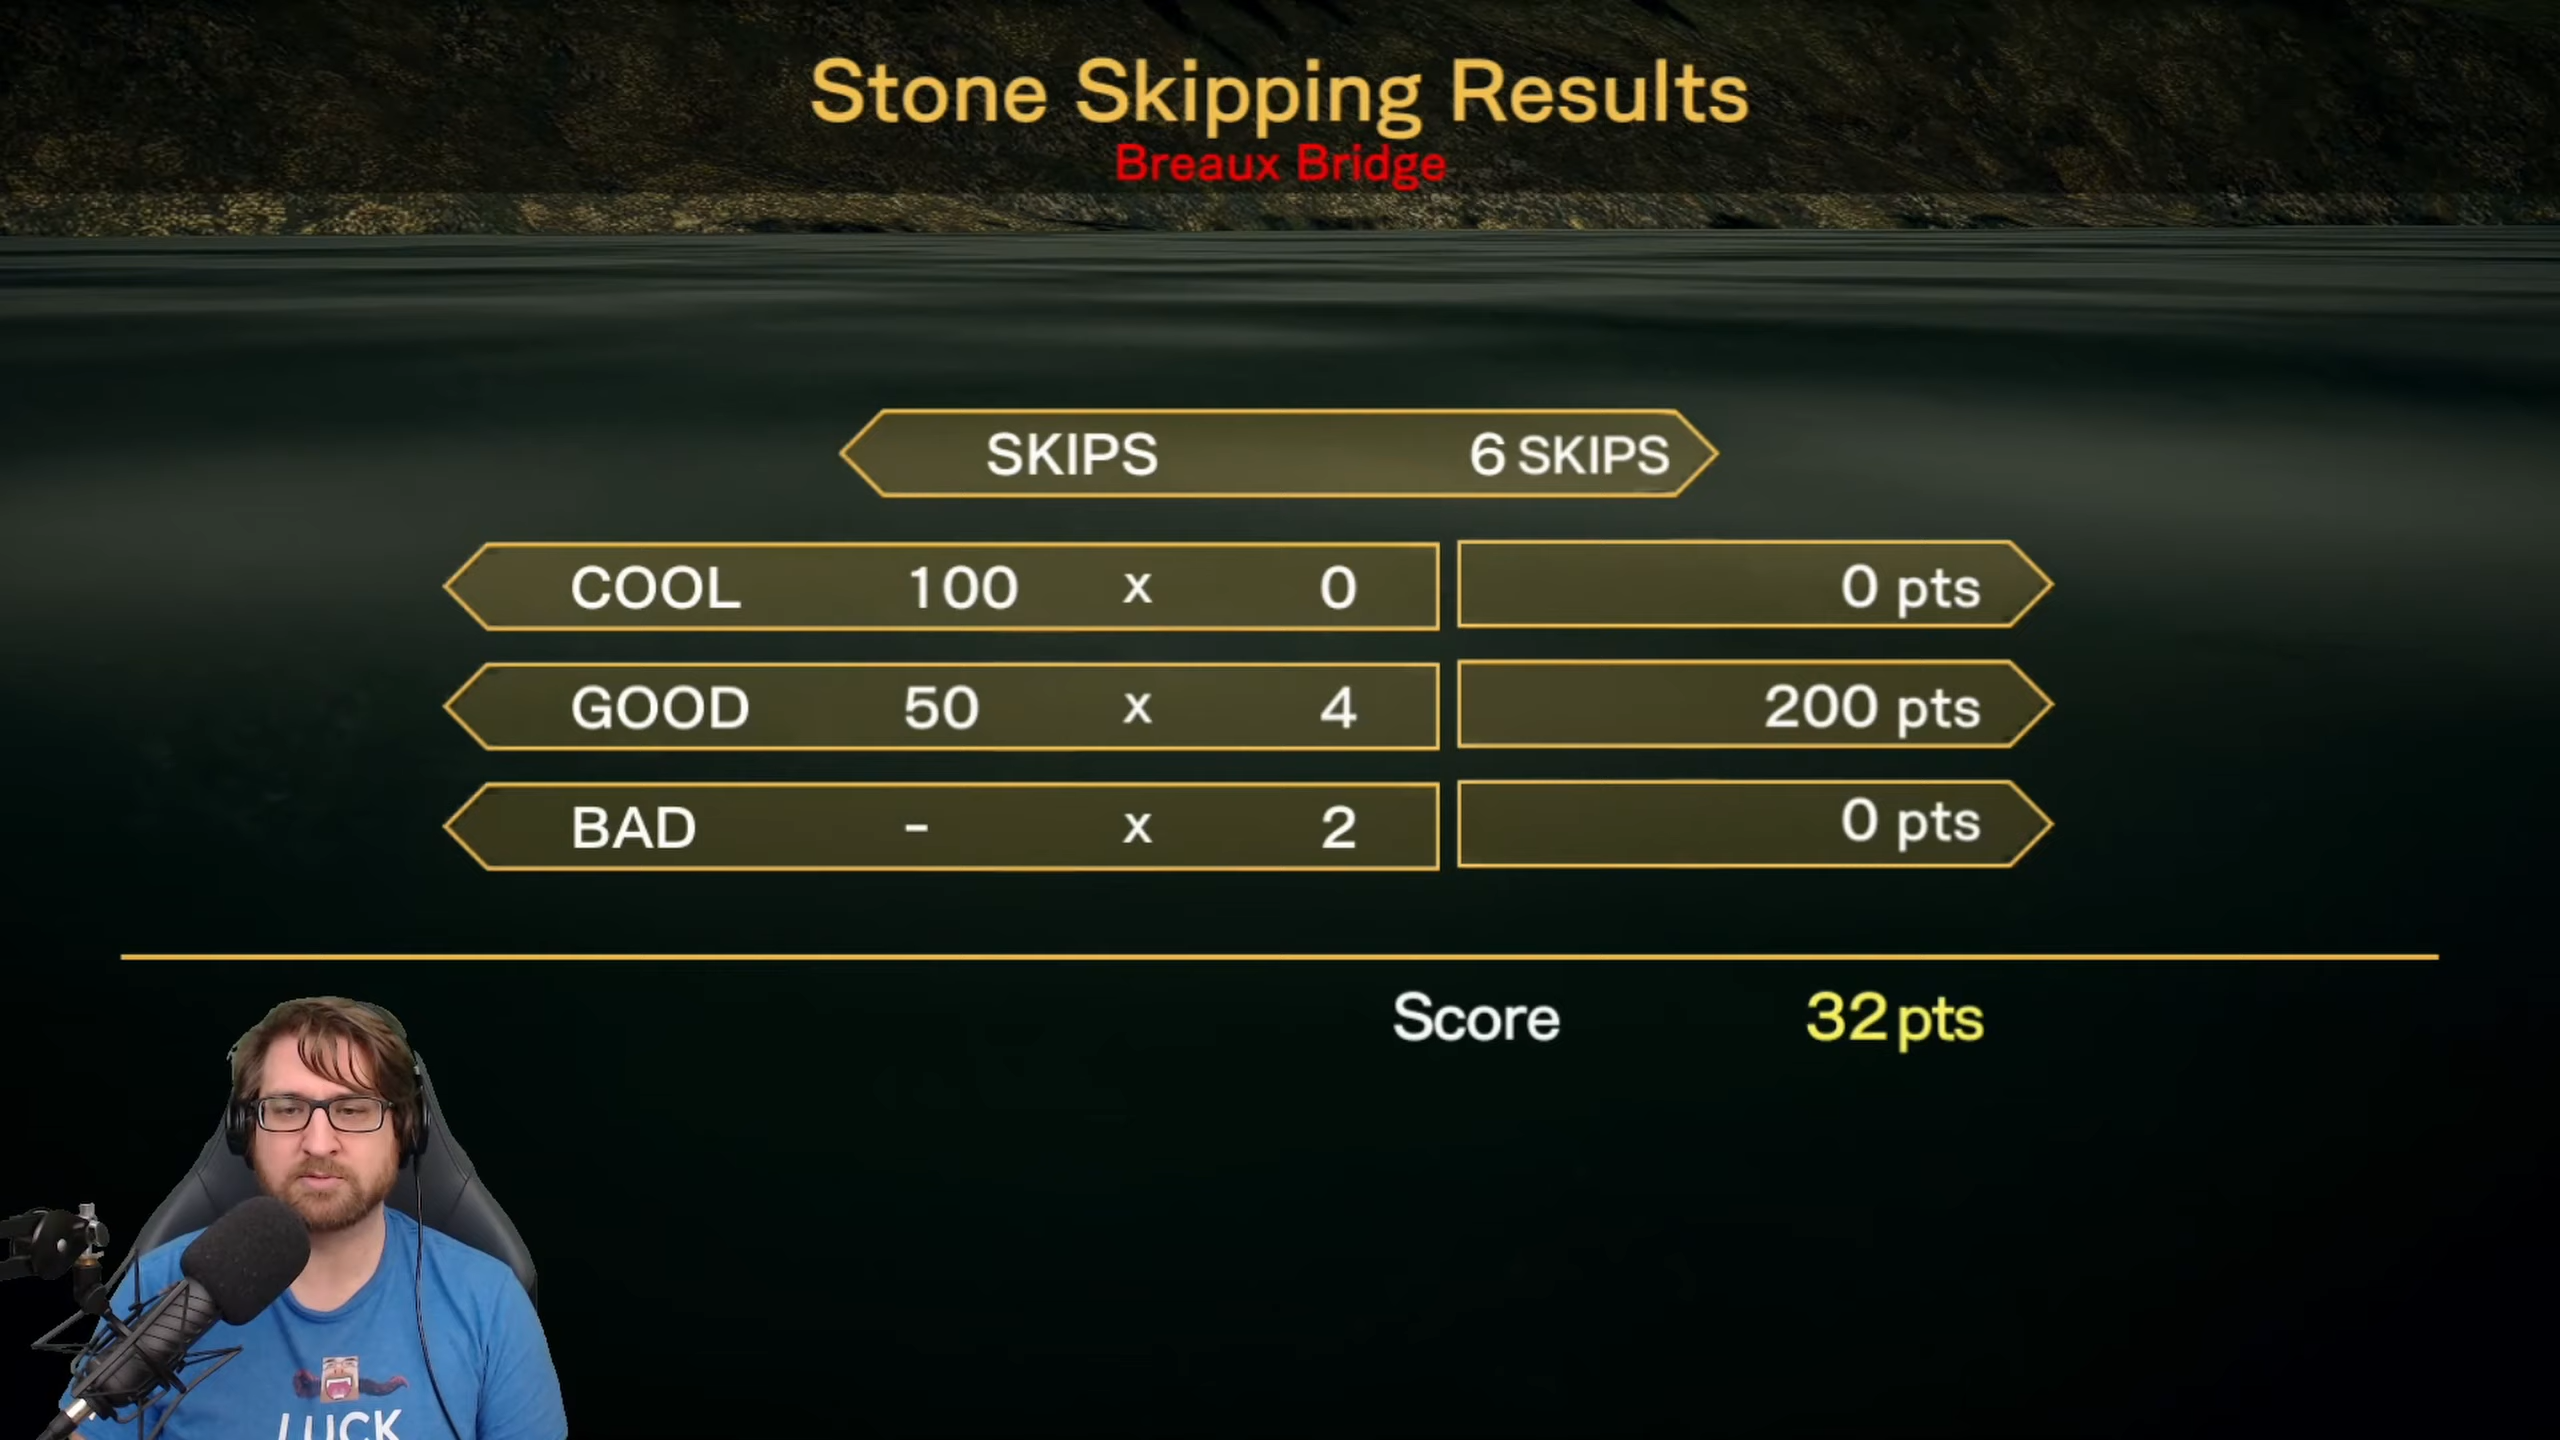 Stone Skipping Results
Breaux Bridge
SKIPS 6 SKIPS
COOL 100 x 0 0 pts
GOOD 50 x 4 200 pts
BAD - x 2 0 pts
Score 32 pts
LUCK